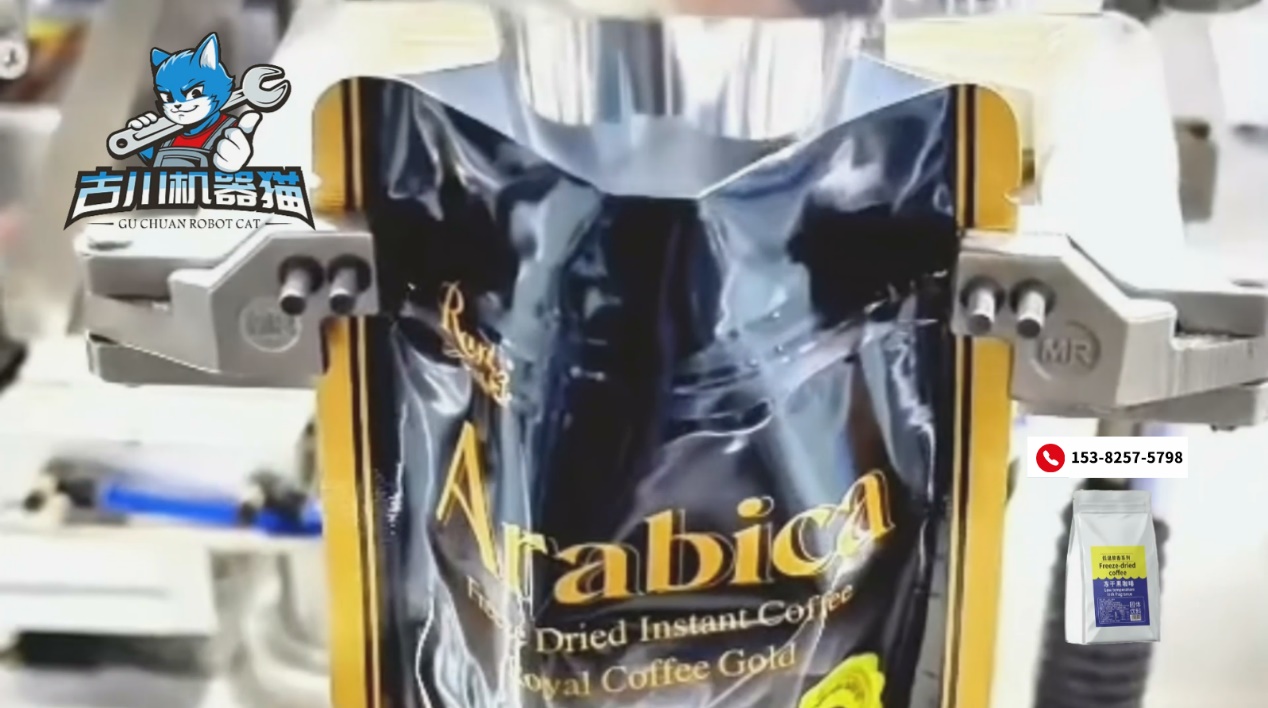 古川机器猫
GU CHUAN ROBOT CAT
MR
153-8257-5798
Arabica
Dried Instant Coffee
Royal Coffee Gold
Freeze-dried
coffee